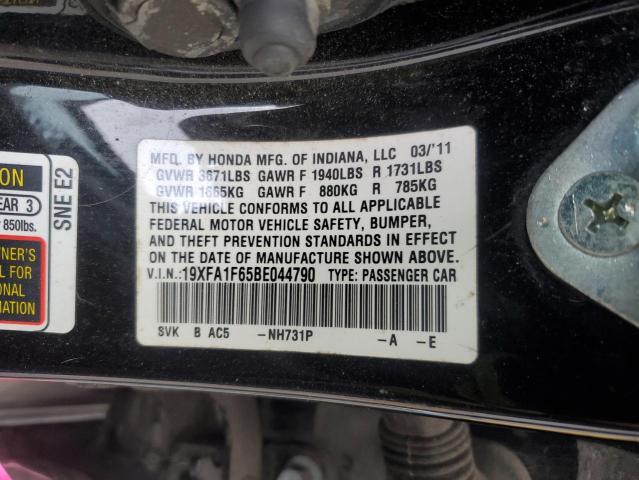 MFD. BY HONDA MFG. OF INDIANA, LLC 03/'11
GVWR 3671LBS GAWR F 1940LBS R 1731LBS
GVWR 1665KG GAWR F 880KG R 785KG
THIS VEHICLE CONFORMS TO ALL APPLICABLE
FEDERAL MOTOR VEHICLE SAFETY, BUMPER,
AND THEFT PREVENTION STANDARDS IN EFFECT
ON THE DATE OF MANUFACTURE SHOWN ABOVE.
V.I.N.:19XFA1F65BE044790 TYPE: PASSENGER CAR
SVK B AC5 -NH731P -A -E
ION
EAR 3
850lbs.
NER'S
L FOR
ONAL
MATION
SNE E2